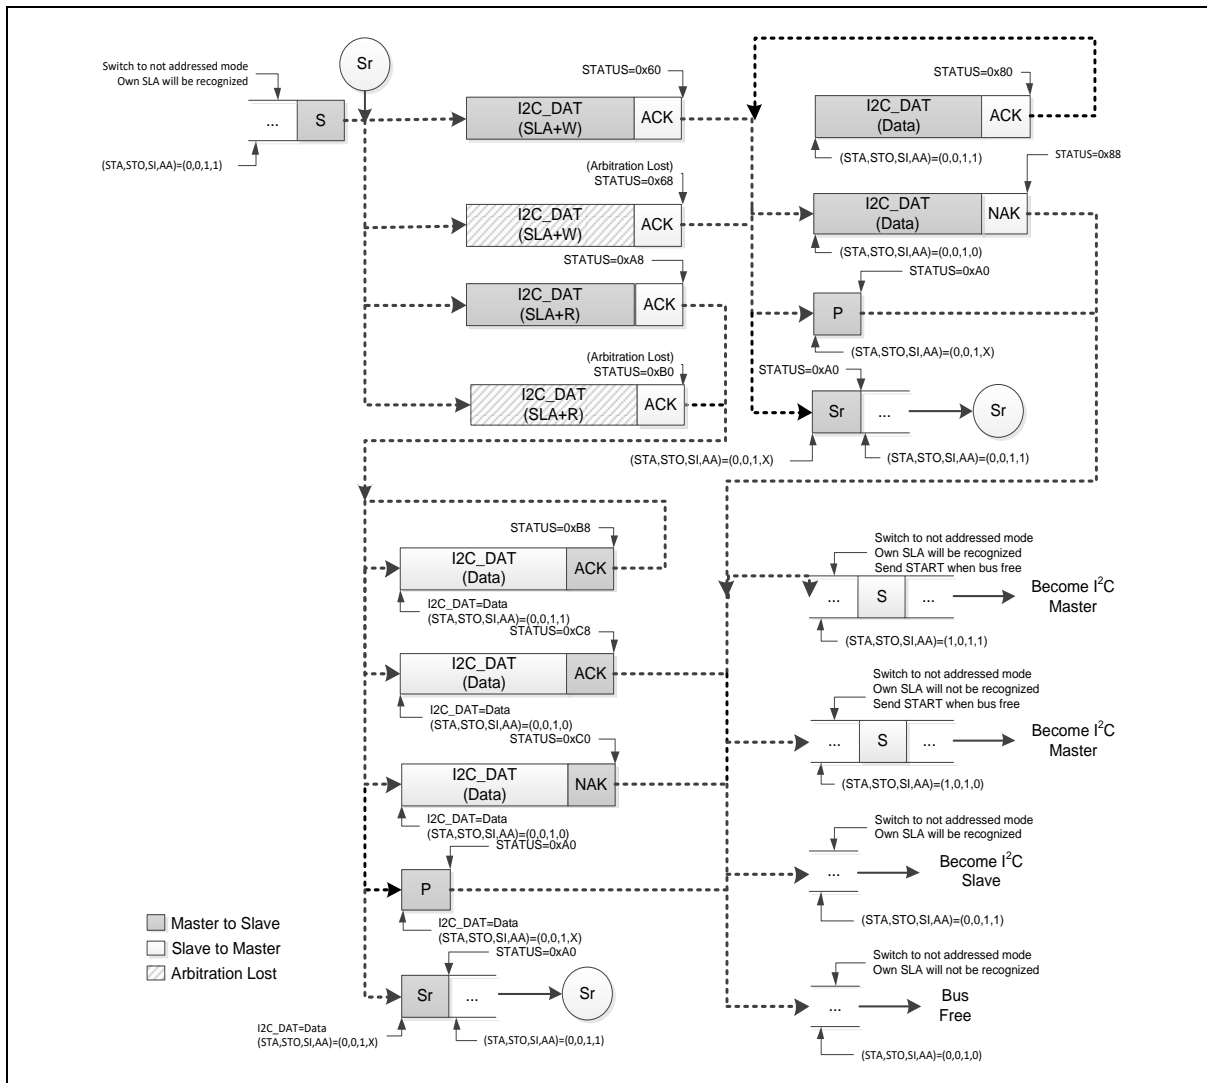 Switch to not addressed mode
Own SLA will be recognized
Sr
...
S
(STA,STO,SI,AA)=(0,0,1,1)
STATUS=0x60
I2C_DAT
(SLA+W)
ACK
(Arbitration Lost)
STATUS=0x68
I2C_DAT
(SLA+W)
ACK
STATUS=0xA8
I2C_DAT
(SLA+R)
ACK
(Arbitration Lost)
STATUS=0xB0
I2C_DAT
(SLA+R)
ACK
STATUS=0x80
I2C_DAT
(Data)
ACK
(STA,STO,SI,AA)=(0,0,1,1)
STATUS=0x88
I2C_DAT
(Data)
NAK
(STA,STO,SI,AA)=(0,0,1,0)
STATUS=0xA0
P
(STA,STO,SI,AA)=(0,0,1,X)
STATUS=0xA0
Sr
...
Sr
(STA,STO,SI,AA)=(0,0,1,X)
(STA,STO,SI,AA)=(0,0,1,1)
STATUS=0xB8
I2C_DAT
(Data)
ACK
I2C_DAT=Data
(STA,STO,SI,AA)=(0,0,1,1)
STATUS=0xC8
I2C_DAT
(Data)
ACK
I2C_DAT=Data
(STA,STO,SI,AA)=(0,0,1,0)
STATUS=0xC0
I2C_DAT
(Data)
NAK
I2C_DAT=Data
(STA,STO,SI,AA)=(0,0,1,0)
STATUS=0xA0
P
I2C_DAT=Data
(STA,STO,SI,AA)=(0,0,1,X)
STATUS=0xA0
Sr
...
Sr
I2C_DAT=Data
(STA,STO,SI,AA)=(0,0,1,X)
(STA,STO,SI,AA)=(0,0,1,1)
Switch to not addressed mode
Own SLA will be recognized
Send START when bus free
...
S
...
Become I²C
Master
(STA,STO,SI,AA)=(1,0,1,1)
Switch to not addressed mode
Own SLA will not be recognized
Send START when bus free
...
S
...
Become I²C
Master
(STA,STO,SI,AA)=(1,0,1,0)
Switch to not addressed mode
Own SLA will be recognized
...
Become I²C
Slave
(STA,STO,SI,AA)=(0,0,1,1)
Switch to not addressed mode
Own SLA will not be recognized
...
Bus
Free
(STA,STO,SI,AA)=(0,0,1,0)
Master to Slave
Slave to Master
Arbitration Lost